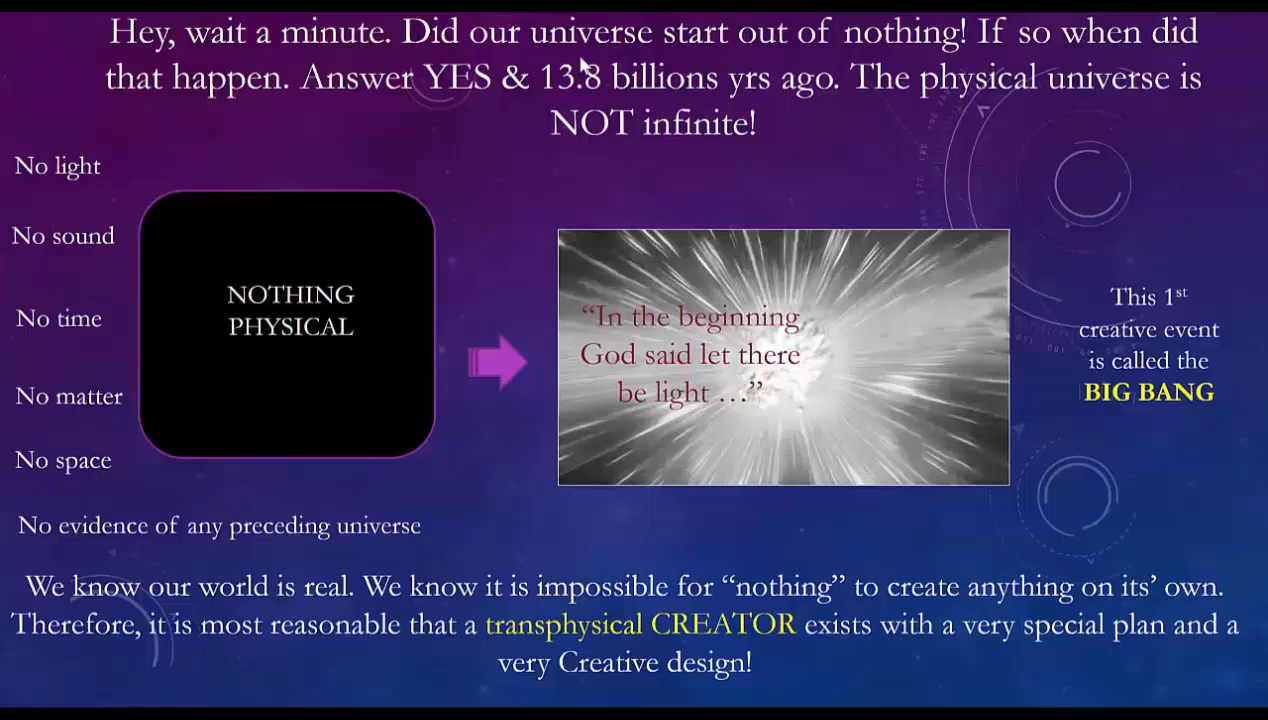 Hey, wait a minute. Did our universe start out of nothing! If so when did
that happen. Answer YES & 13.8 billions yrs ago. The physical universe is
NOT infinite!
No light
No sound
No time
No matter
No space
NOTHING
PHYSICAL
“In the beginning
God said let there
be light …”
This 1st
creative event
is called the
BIG BANG
No evidence of any preceding universe
We know our world is real. We know it is impossible for “nothing” to create anything on its’ own.
Therefore, it is most reasonable that a transphysical CREATOR exists with a very special plan and a
very Creative design!